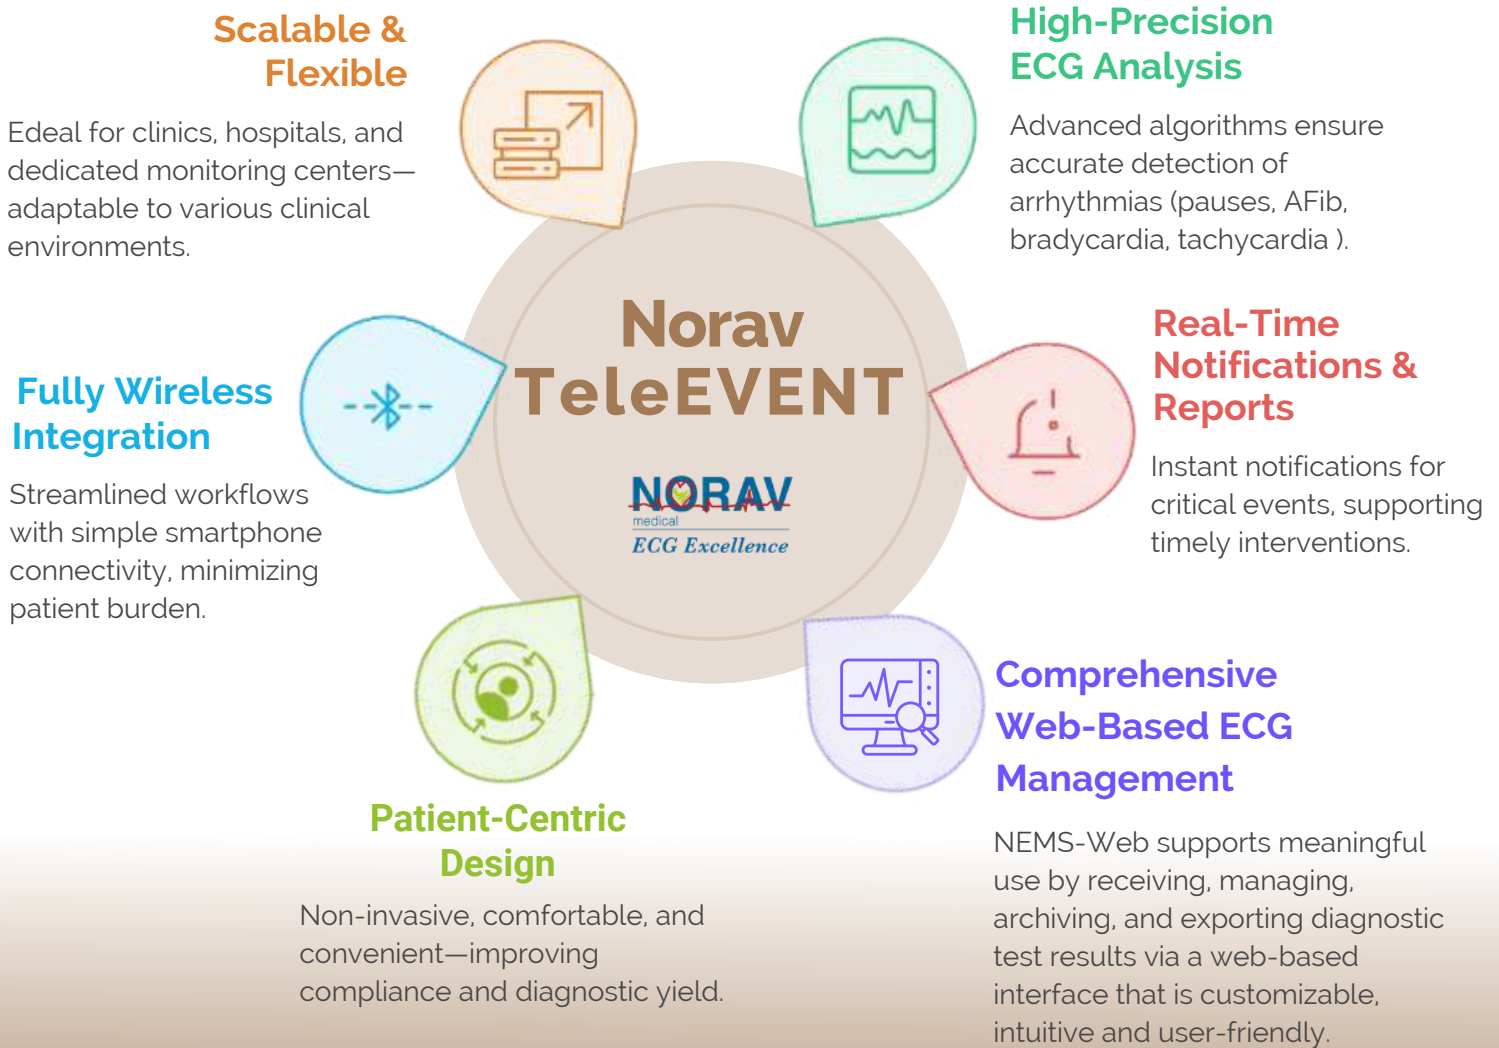 Scalable &
Flexible
Edeal for clinics, hospitals, and
dedicated monitoring centers—
adaptable to various clinical
environments.
High-Precision
ECG Analysis
Advanced algorithms ensure
accurate detection of
arrhythmias (pauses, AFib,
bradycardia, tachycardia ).
Norav
TeleEVENT
NORAV
medical
ECG Excellence
Fully Wireless
Integration
Streamlined workflows
with simple smartphone
connectivity, minimizing
patient burden.
Real-Time
Notifications &
Reports
Instant notifications for
critical events, supporting
timely interventions.
Patient-Centric
Design
Non-invasive, comfortable, and
convenient—improving
compliance and diagnostic yield.
Comprehensive
Web-Based ECG
Management
NEMS-Web supports meaningful
use by receiving, managing,
archiving, and exporting diagnostic
test results via a web-based
interface that is customizable,
intuitive and user-friendly.